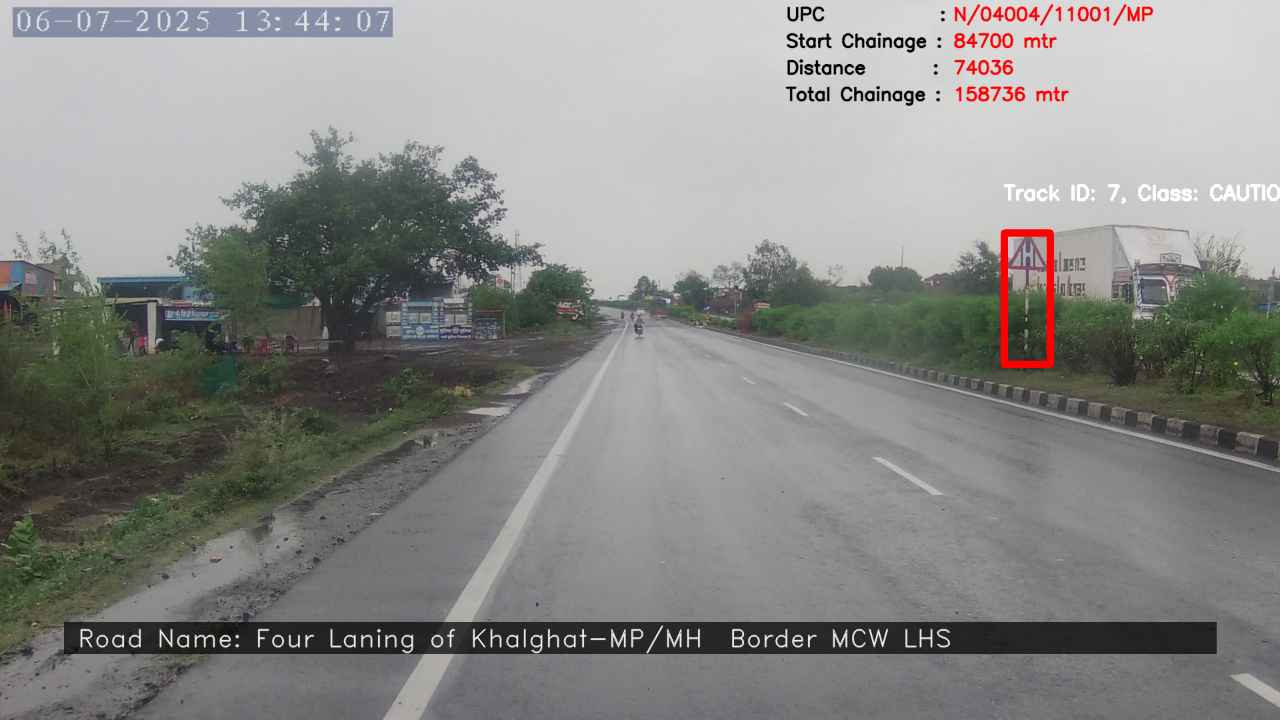 06-07-2025 13:44:07
UPC : N/04004/11001/MP
Start Chainage : 84700 mtr
Distance : 74036
Total Chainage : 158736 mtr
Track ID: 7, Class: CAUTIO
Road Name: Four Laning of Khalghat-MP/MH Border MCW LHS